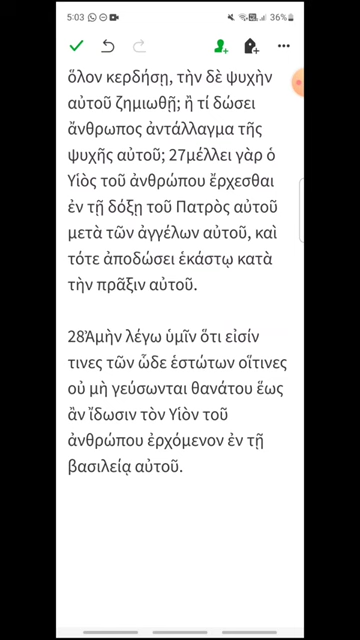 5:03
36%
ὅλον κερδήσῃ, τὴν δὲ ψυχὴν
αὐτοῦ ζημιωθῇ; ἢ τί δώσει
ἄνθρωπος ἀντάλλαγμα τῆς
ψυχῆς αὐτοῦ; 27μέλλει γὰρ ὁ
Υἱὸς τοῦ ἀνθρώπου ἔρχεσθαι
ἐν τῇ δόξῃ τοῦ Πατρὸς αὐτοῦ
μετὰ τῶν ἀγγέλων αὐτοῦ, καὶ
τότε ἀποδώσει ἑκάστῳ κατὰ
τὴν πρᾶξιν αὐτοῦ.
28Ἀμὴν λέγω ὑμῖν ὅτι εἰσίν
τινες τῶν ὧδε ἑστώτων οἵτινες
οὐ μὴ γεύσωνται θανάτου ἕως
ἂν ἴδωσιν τὸν Υἱὸν τοῦ
ἀνθρώπου ἐρχόμενον ἐν τῇ
βασιλείᾳ αὐτοῦ.